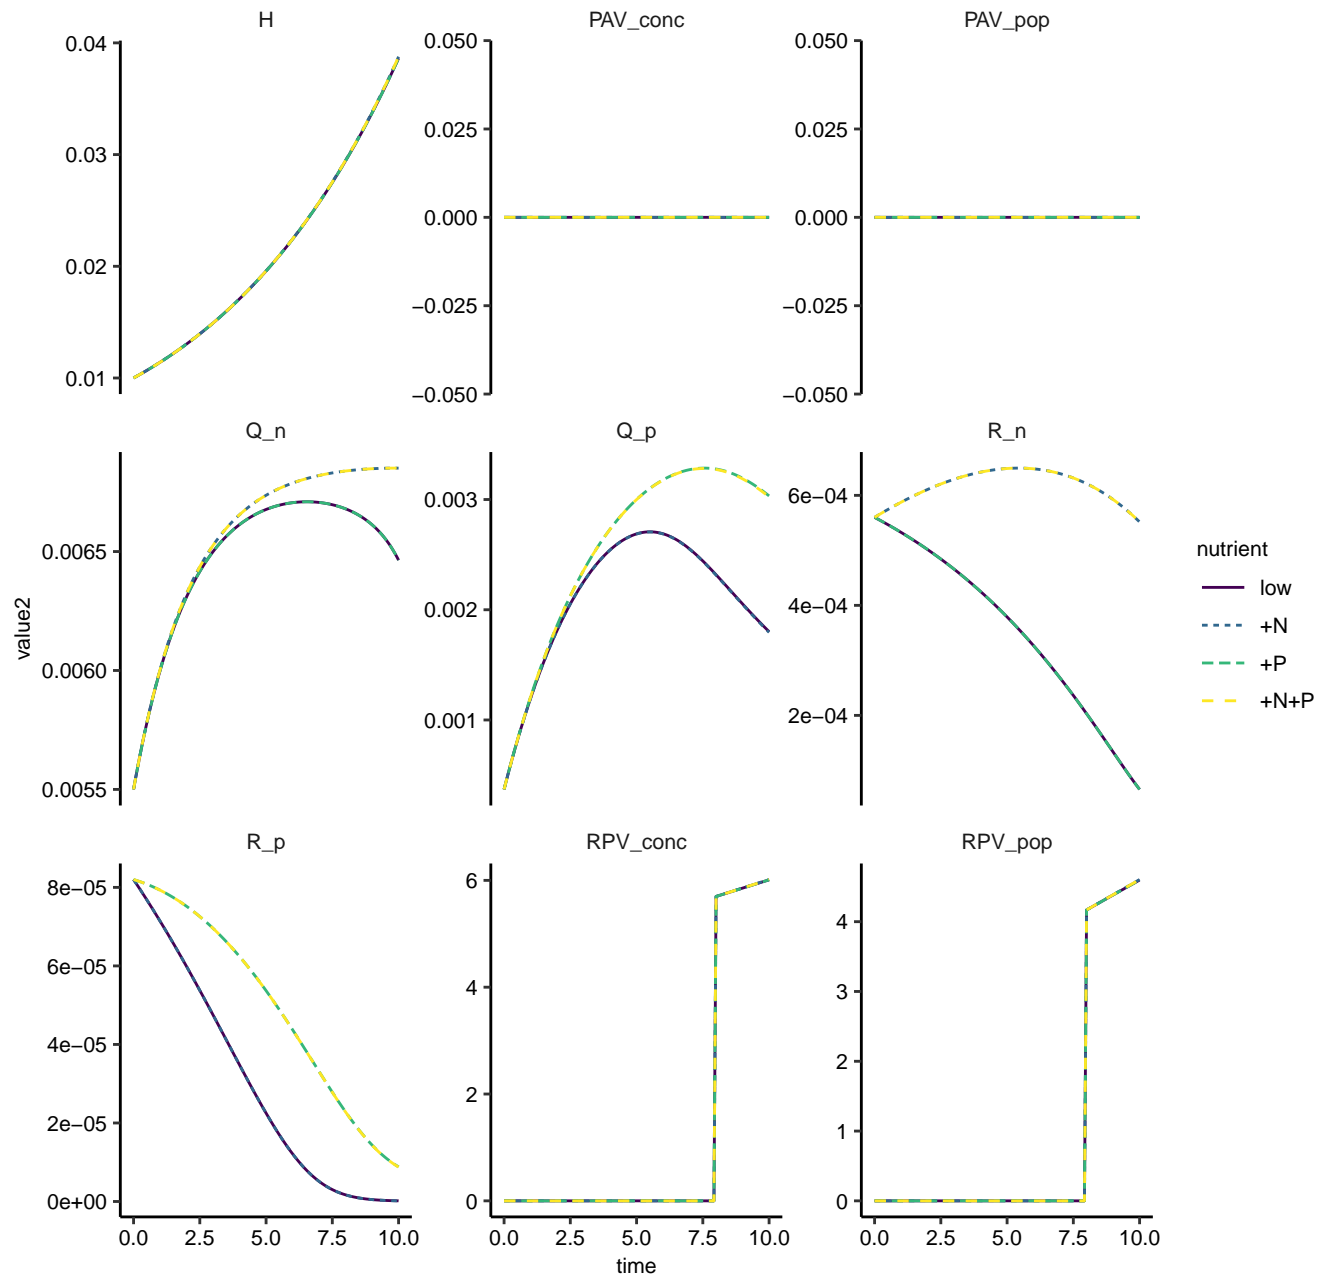 H
PAV_conc
PAV_pop
0.04
0.03
0.02
0.01
0.050
0.025
0.000
−0.025
−0.050
0.050
0.025
0.000
−0.025
−0.050
Q_n
Q_p
R_n
0.0065
0.0060
0.0055
0.003
0.002
0.001
6e−04
4e−04
2e−04
value2
nutrient
low
+N
+P
+N+P
R_p
RPV_conc
RPV_pop
8e−05
6e−05
4e−05
2e−05
0e+00
6
4
2
0
4
3
2
1
0
0.0 2.5 5.0 7.5 10.0
0.0 2.5 5.0 7.5 10.0
0.0 2.5 5.0 7.5 10.0
time